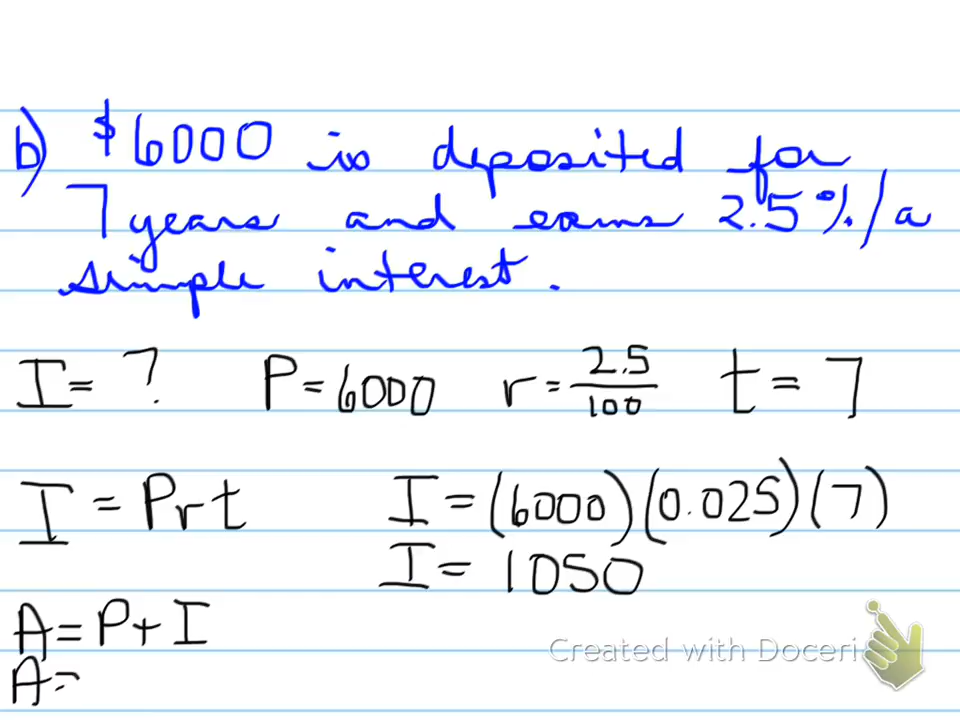 b) $6000 is deposited for
7 years and earns 2.5%/a
simple interest.
I = ? P = 6000 r = 2.5/100 t = 7
I = Prt I = (6000)(0.025)(7)
I = 1050
A = P + I
Created with Doceri
A =